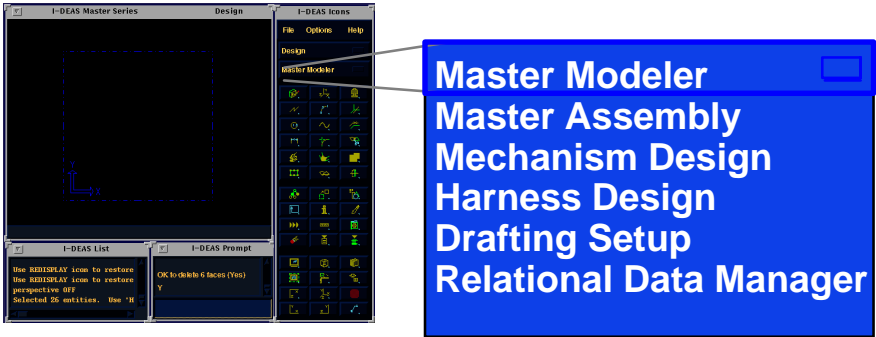 I-DEAS Master Series Design
I-DEAS Icons
File Options Help
Design
Master Modeler
Y
X
I-DEAS List
Use REDISPLAY icon to restore
Use REDISPLAY icon to restore
perspective OFF
Selected 26 entities. Use 'H
I-DEAS Prompt
OK to delete 6 faces (Yes)
Y
Master Modeler
Master Assembly
Mechanism Design
Harness Design
Drafting Setup
Relational Data Manager